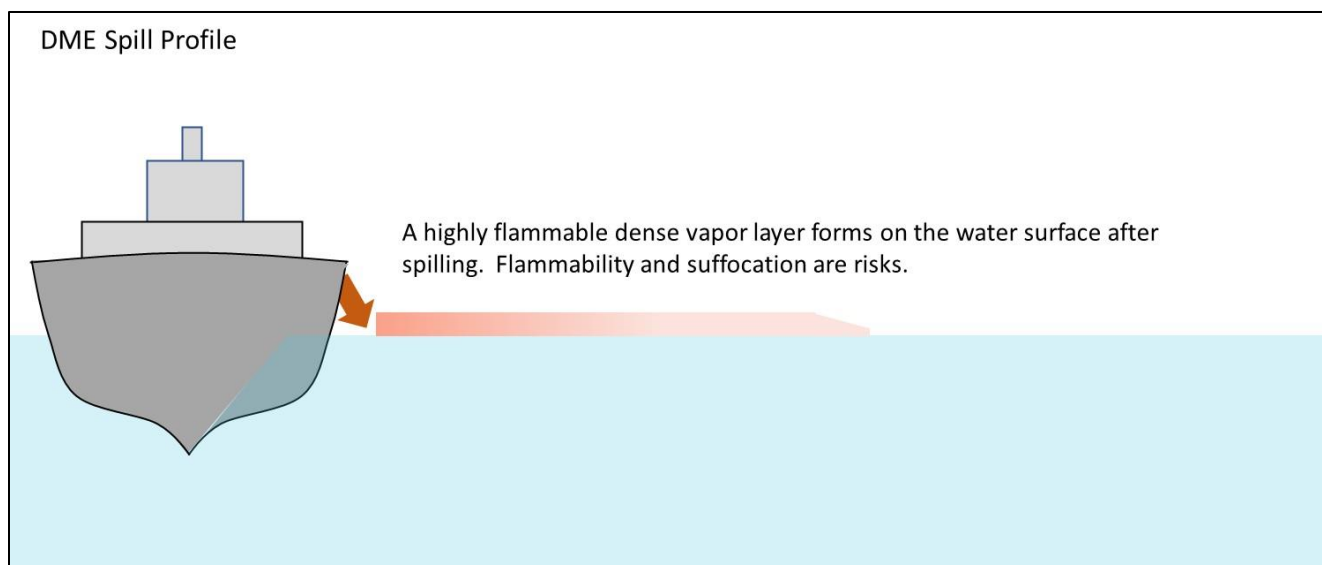 DME Spill Profile
A highly flammable dense vapor layer forms on the water surface after
spilling.  Flammability and suffocation are risks.